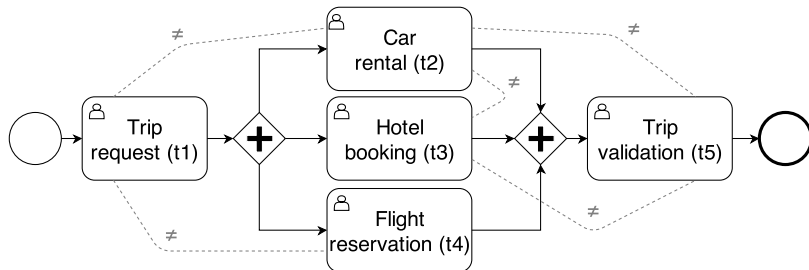 ≠
≠
Car
rental (t2)
≠
Trip
request (t1)
Hotel
booking (t3)
Trip
validation (t5)
≠
≠
Flight
reservation (t4)